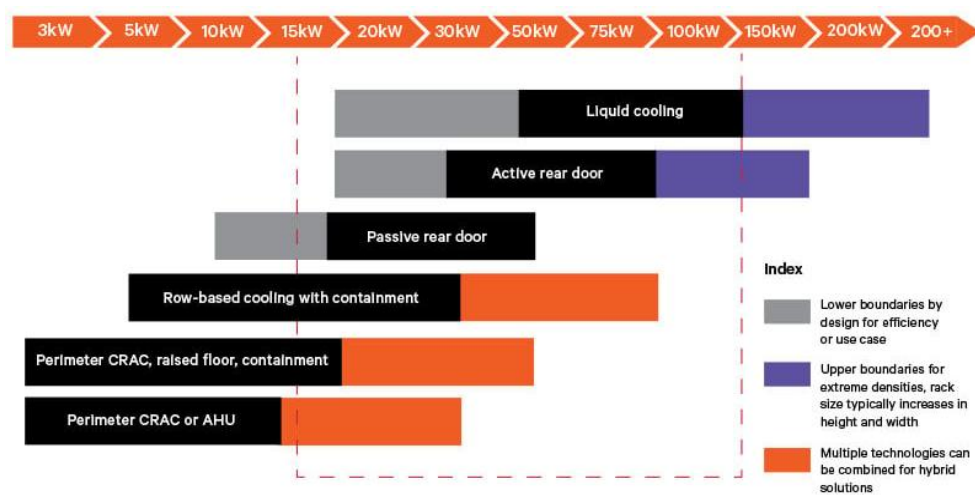 3kW 5kW 10kW 15kW 20kW 30kW 50kW 75kW 100kW 150kW 200kW 200+
Liquid cooling
Active rear door
Passive rear door
Row-based cooling with containment
Perimeter CRAC, raised floor, containment
Perimeter CRAC or AHU
Index
Lower boundaries by
design for efficiency
or use case
Upper boundaries for
extreme densities, rack
size typically increases in
height and width
Multiple technologies can
be combined for hybrid
solutions